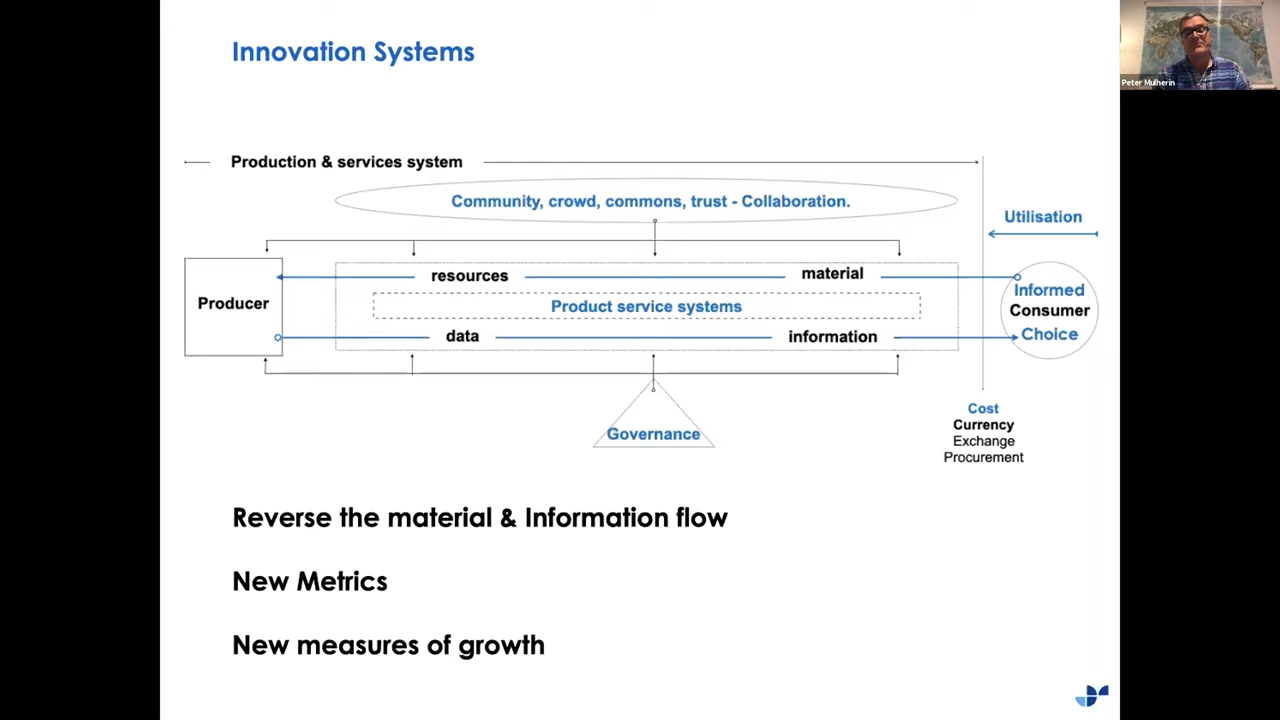 Innovation Systems
Peter Mulherin
Production & services system
Community, crowd, commons, trust - Collaboration.
Utilisation
resources
material
Producer
Product service systems
Informed
Consumer
Choice
data
information
Governance
Cost
Currency
Exchange
Procurement
Reverse the material & Information flow
New Metrics
New measures of growth